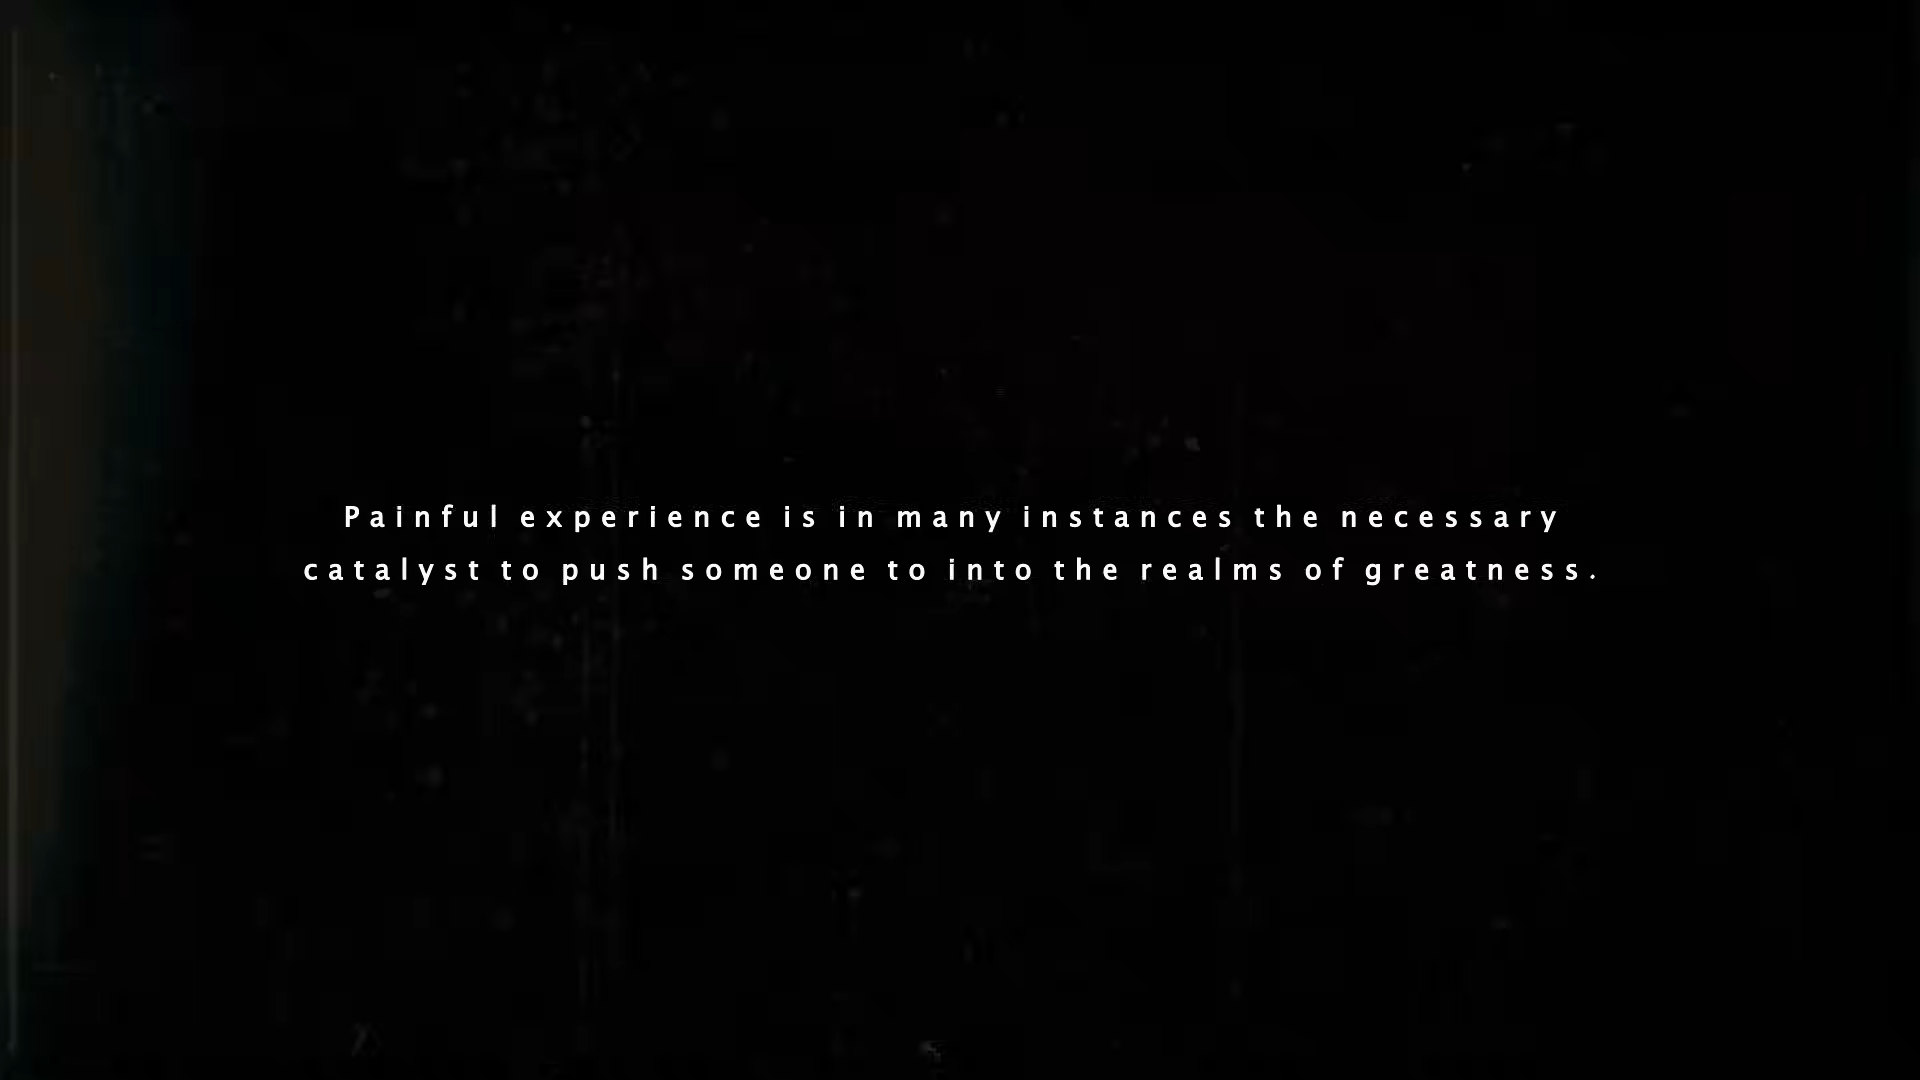 Painful experience is in many instances the necessary
catalyst to push someone to into the realms of greatness.